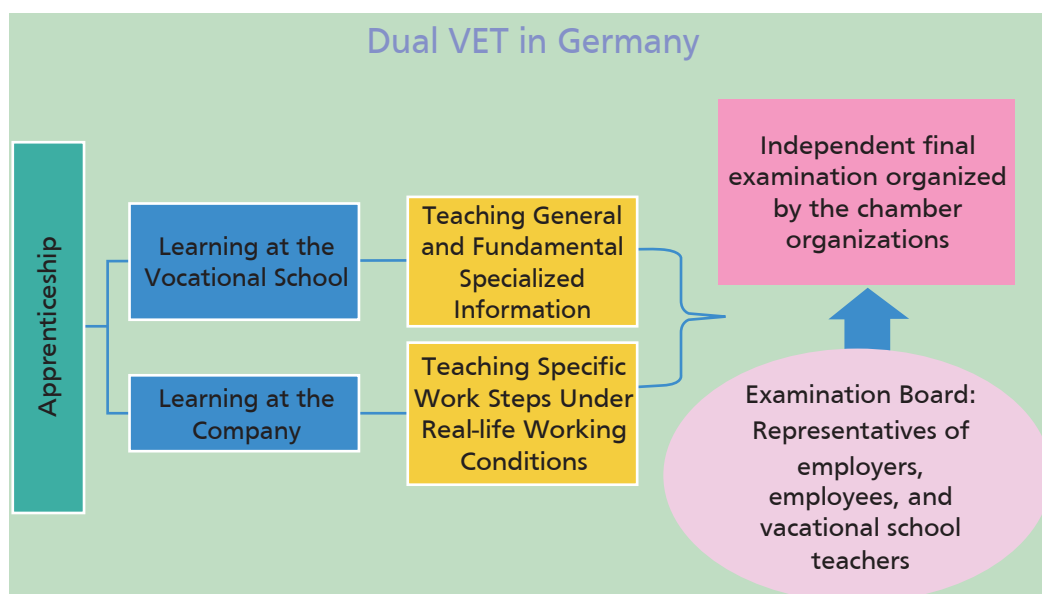 Dual VET in Germany
Apprenticeship
Learning at the
Vocational School
Teaching General
and Fundamental
Specialized
Information
Learning at the
Company
Teaching Specific
Work Steps Under
Real-life Working
Conditions
Independent final
examination organized
by the chamber
organizations
Examination Board:
Representatives of
employers,
employees, and
vacational school
teachers